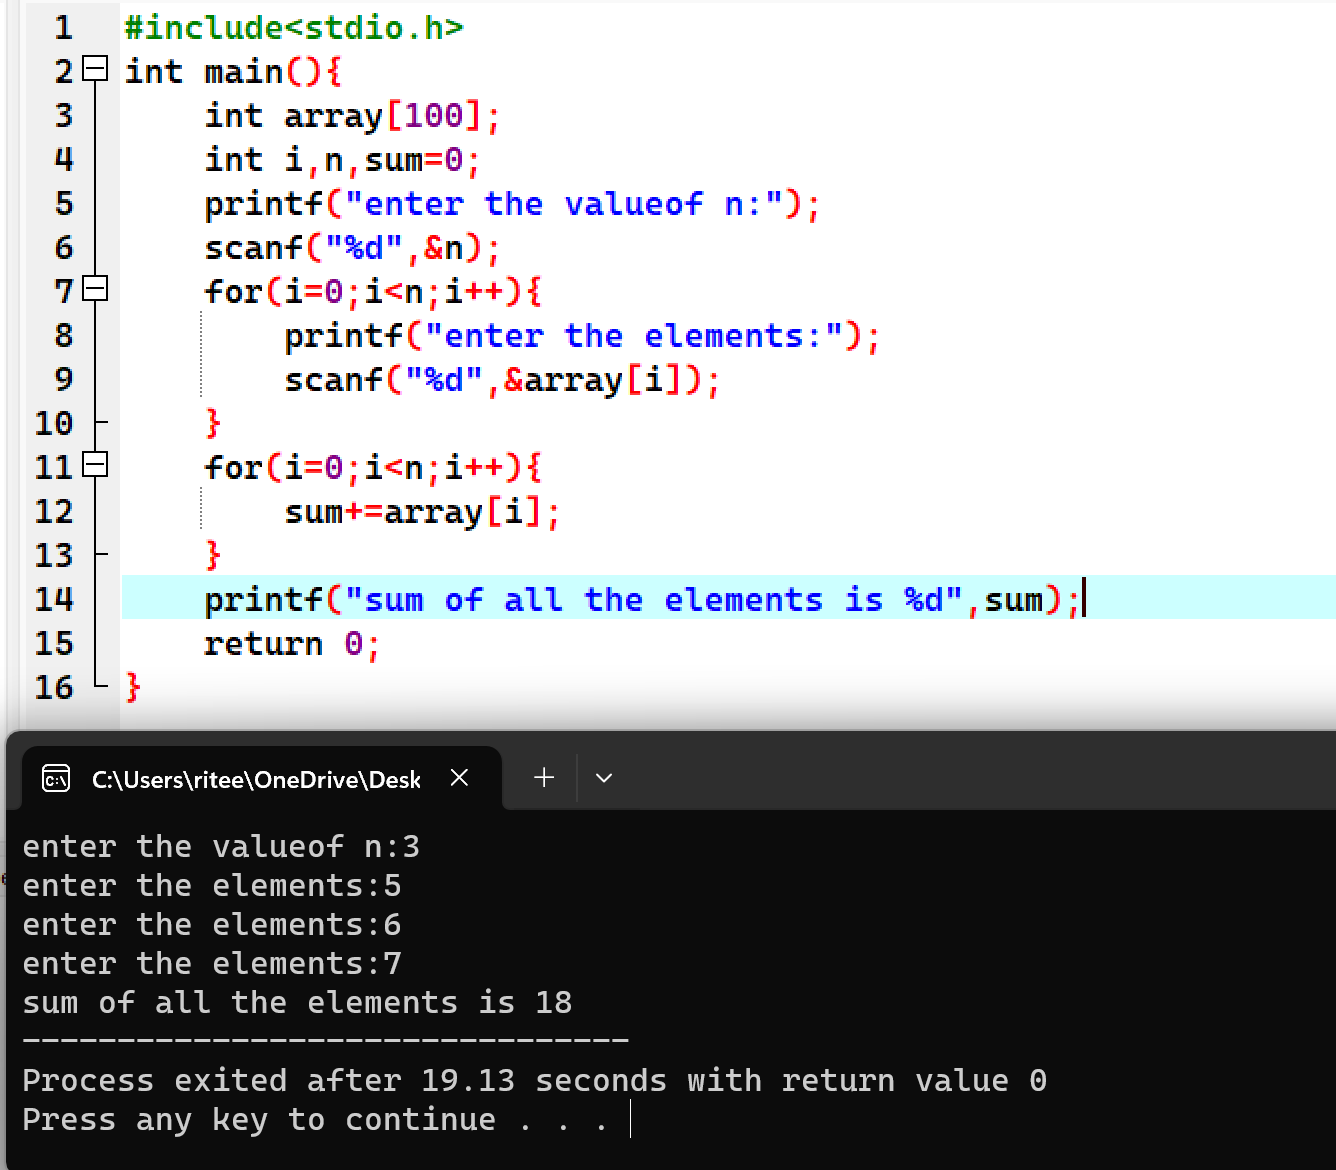 1 #include<stdio.h>
2 int main(){
3     int array[100];
4     int i,n,sum=0;
5     printf("enter the valueof n:");
6     scanf("%d",&n);
7     for(i=0;i<n;i++){
8         printf("enter the elements:");
9         scanf("%d",&array[i]);
10     }
11     for(i=0;i<n;i++){
12         sum+=array[i];
13     }
14     printf("sum of all the elements is %d",sum);
15     return 0;
16 }
C:\Users\ritee\OneDrive\Desk
enter the valueof n:3
enter the elements:5
enter the elements:6
enter the elements:7
sum of all the elements is 18
--------------------------------
Process exited after 19.13 seconds with return value 0
Press any key to continue . . .